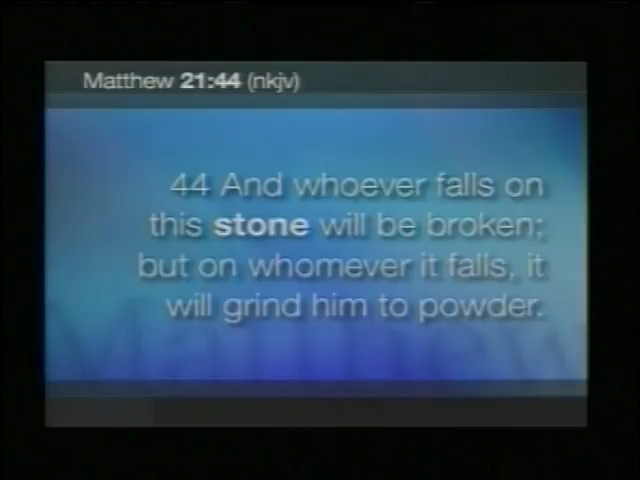 Matthew 21:44 (nkjv)
44 And whoever falls on
this stone will be broken;
but on whomever it falls, it
will grind him to powder.
Matthew